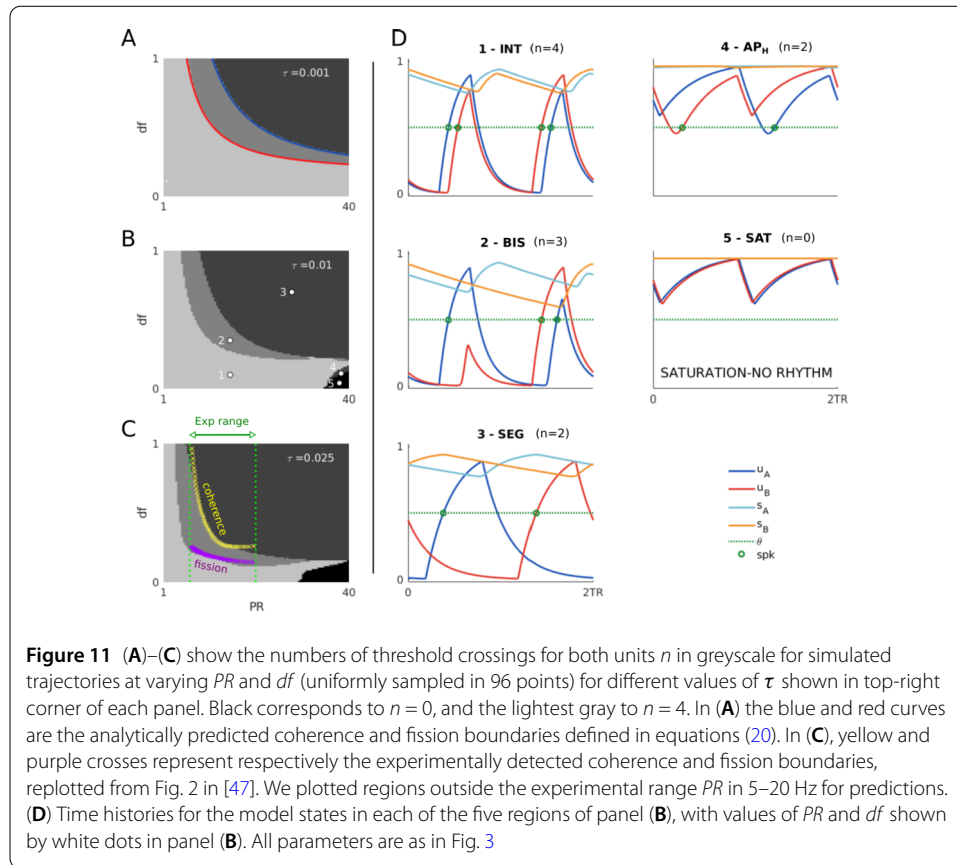 A
1
df
0
τ =0.001
1
40
B
1
df
0
τ =0.01
3
2
1
4
5
1
40
Exp range
C
1
df
0
τ =0.025
coherence
fission
1
40
PR
D
1 - INT (n=4)
1
0
2 - BIS (n=3)
1
0
3 - SEG (n=2)
1
0
0
2TR
4 - AP_H (n=2)
5 - SAT (n=0)
SATURATION-NO RHYTHM
0
2TR
u_A
u_B
s_A
s_B
θ
spk
Figure 11 (A)–(C) show the numbers of threshold crossings for both units n in greyscale for simulated
trajectories at varying PR and df (uniformly sampled in 96 points) for different values of τ shown in top-right
corner of each panel. Black corresponds to n = 0, and the lightest gray to n = 4. In (A) the blue and red curves
are the analytically predicted coherence and fission boundaries defined in equations (20). In (C), yellow and
purple crosses represent respectively the experimentally detected coherence and fission boundaries,
replotted from Fig. 2 in [47]. We plotted regions outside the experimental range PR in 5–20 Hz for predictions.
(D) Time histories for the model states in each of the five regions of panel (B), with values of PR and df shown
by white dots in panel (B). All parameters are as in Fig. 3